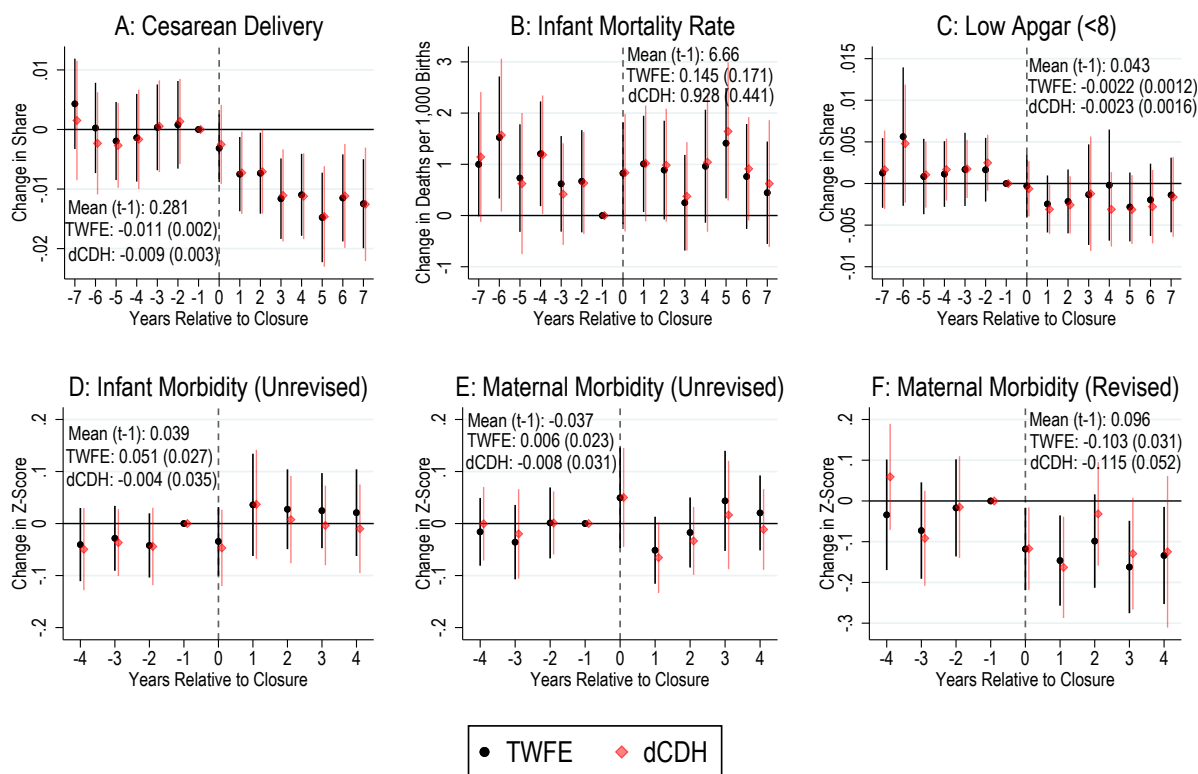 A: Cesarean Delivery
Change in Share
.01
0
-.01
-.02
Mean (t-1): 0.281
TWFE: -0.011 (0.002)
dCDH: -0.009 (0.003)
-7 -6 -5 -4 -3 -2 -1 0 1 2 3 4 5 6 7
Years Relative to Closure
B: Infant Mortality Rate
Change in Deaths per 1,000 Births
3
2
1
0
-1
Mean (t-1): 6.66
TWFE: 0.145 (0.171)
dCDH: 0.928 (0.441)
-7 -6 -5 -4 -3 -2 -1 0 1 2 3 4 5 6 7
Years Relative to Closure
C: Low Apgar (<8)
Change in Share
.015
.01
.005
0
-.005
-.01
Mean (t-1): 0.043
TWFE: -0.0022 (0.0012)
dCDH: -0.0023 (0.0016)
-7 -6 -5 -4 -3 -2 -1 0 1 2 3 4 5 6 7
Years Relative to Closure
D: Infant Morbidity (Unrevised)
Change in Z-Score
.2
.1
0
-.1
-.2
Mean (t-1): 0.039
TWFE: 0.051 (0.027)
dCDH: -0.004 (0.035)
-4 -3 -2 -1 0 1 2 3 4
Years Relative to Closure
E: Maternal Morbidity (Unrevised)
Change in Z-Score
.2
.1
0
-.1
-.2
Mean (t-1): -0.037
TWFE: 0.006 (0.023)
dCDH: -0.008 (0.031)
-4 -3 -2 -1 0 1 2 3 4
Years Relative to Closure
F: Maternal Morbidity (Revised)
Change in Z-Score
.2
.1
0
-.1
-.2
-.3
Mean (t-1): 0.096
TWFE: -0.103 (0.031)
dCDH: -0.115 (0.052)
-4 -3 -2 -1 0 1 2 3 4
Years Relative to Closure
TWFE dCDH